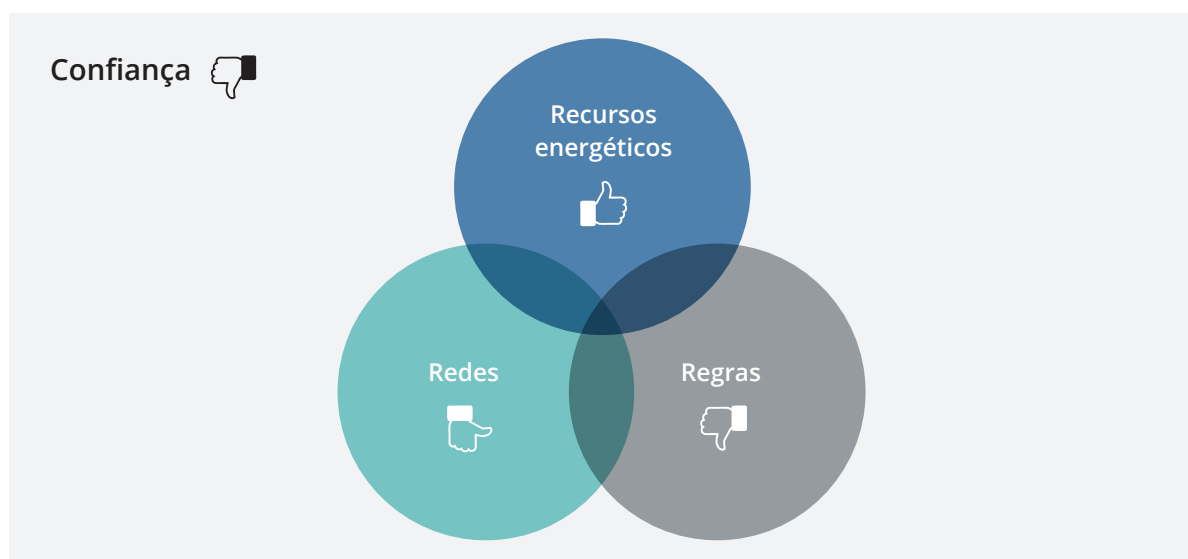 Confiança
Recursos
energéticos
Redes
Regras